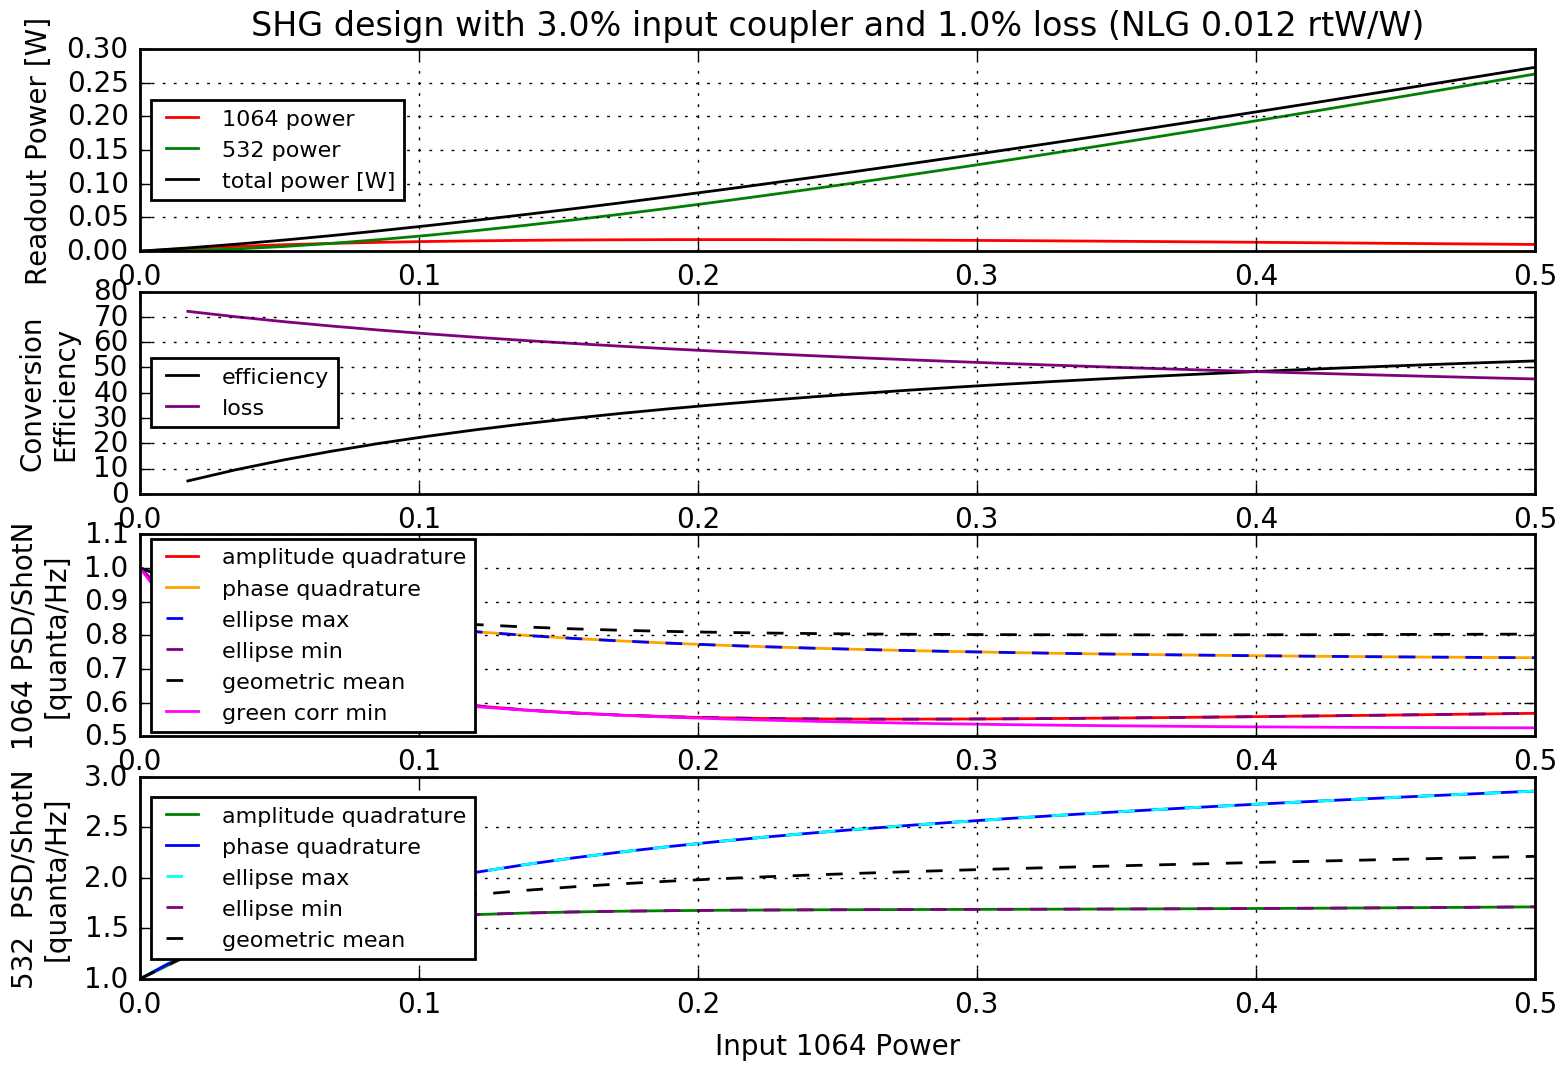 SHG design with 3.0% input coupler and 1.0% loss (NLG 0.012 rtW/W)
Readout Power [W]
0.30
0.25
0.20
0.15
0.10
0.05
0.00
1064 power
532 power
total power [W]
0.0 0.1 0.2 0.3 0.4 0.5
Conversion
Efficiency
80
70
60
50
40
30
20
10
0
efficiency
loss
0.0 0.1 0.2 0.3 0.4 0.5
1064 PSD/ShotN
[quanta/Hz]
1.1
1.0
0.9
0.8
0.7
0.6
0.5
amplitude quadrature
phase quadrature
ellipse max
ellipse min
geometric mean
green corr min
0.0 0.1 0.2 0.3 0.4 0.5
532 PSD/ShotN
[quanta/Hz]
3.0
2.5
2.0
1.5
1.0
amplitude quadrature
phase quadrature
ellipse max
ellipse min
geometric mean
0.0 0.1 0.2 0.3 0.4 0.5
Input 1064 Power